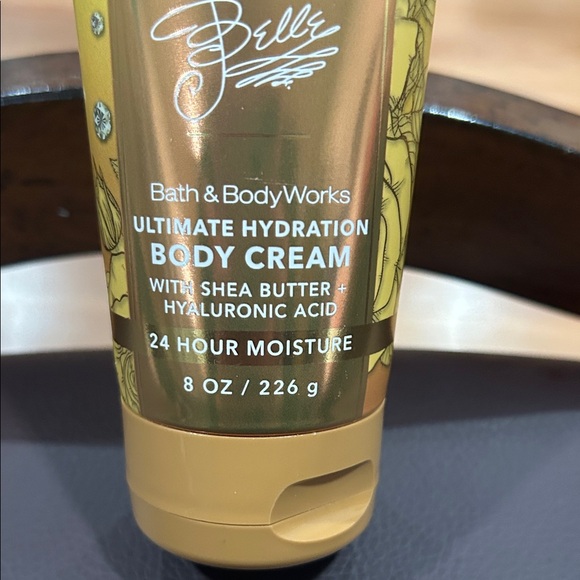 Belle
Bath & BodyWorks
ULTIMATE HYDRATION
BODY CREAM
WITH SHEA BUTTER +
HYALURONIC ACID
24 HOUR MOISTURE
8 OZ / 226 g